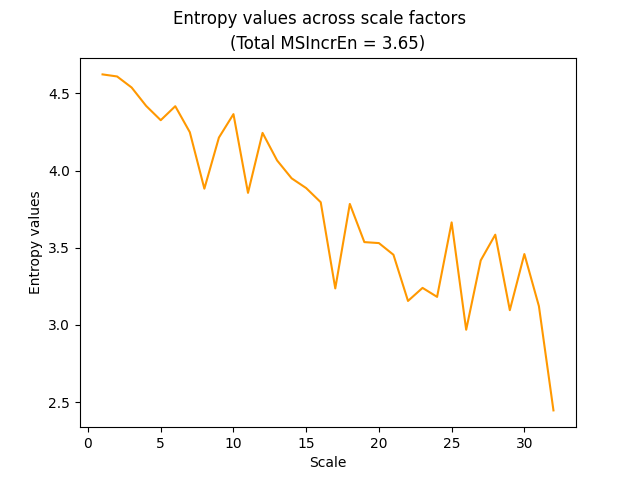 Entropy values across scale factors
(Total MSIncrEn = 3.65)
Entropy values
4.5
4.0
3.5
3.0
2.5
0 5 10 15 20 25 30
Scale